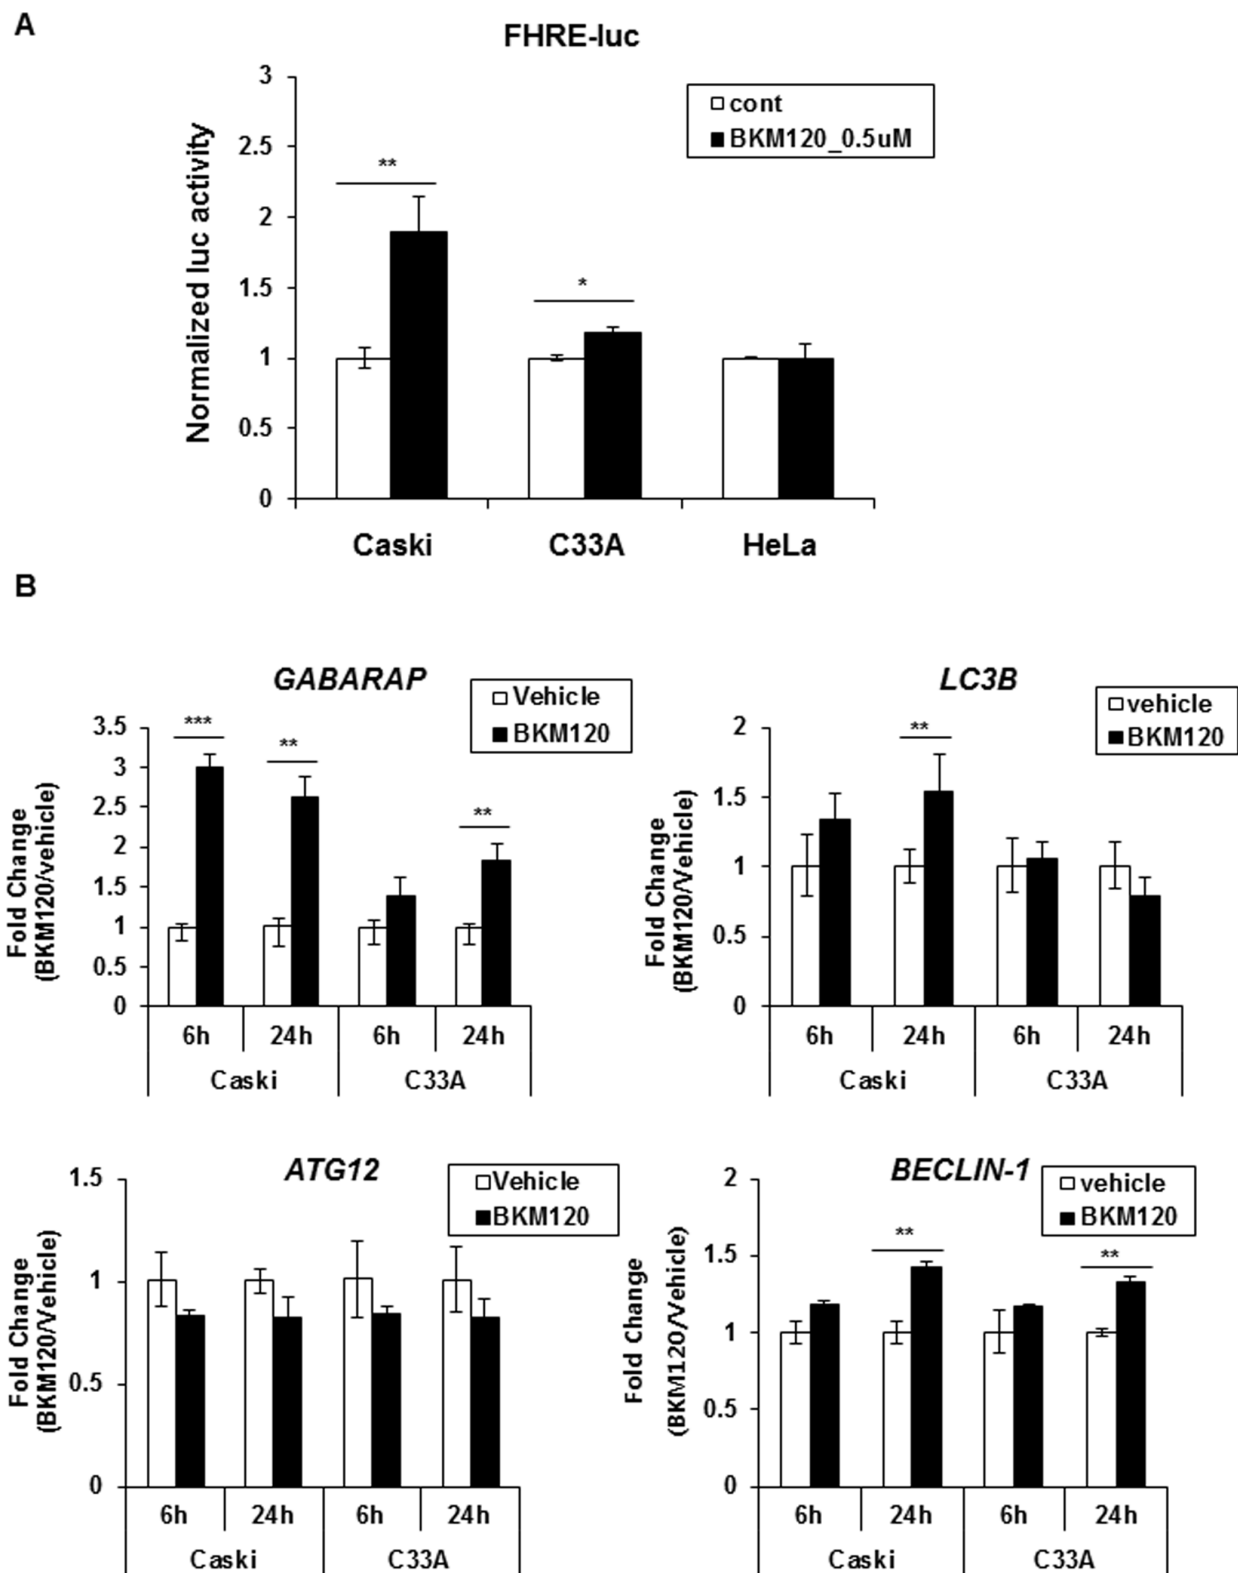 A
FHRE-luc
3
2.5
2
1.5
1
0.5
0
Normalized luc activity
cont
BKM120_0.5uM
**
*
Caski C33A HeLa
B
GABARAP
Vehicle
BKM120
3.5
3
2.5
2
1.5
1
0.5
0
Fold Change
(BKM120/vehicle)
***
**
**
6h 24h 6h 24h
Caski C33A
LC3B
vehicle
BKM120
2
1.5
1
0.5
0
Fold Change
(BKM120/Vehicle)
**
6h 24h 6h 24h
Caski C33A
ATG12
Vehicle
BKM120
1.5
1
0.5
0
Fold Change
(BKM120/Vehicle)
6h 24h 6h 24h
Caski C33A
BECLIN-1
vehicle
BKM120
2
1.5
1
0.5
0
Fold Change
(BKM120/Vehicle)
**
**
6h 24h 6h 24h
Caski C33A